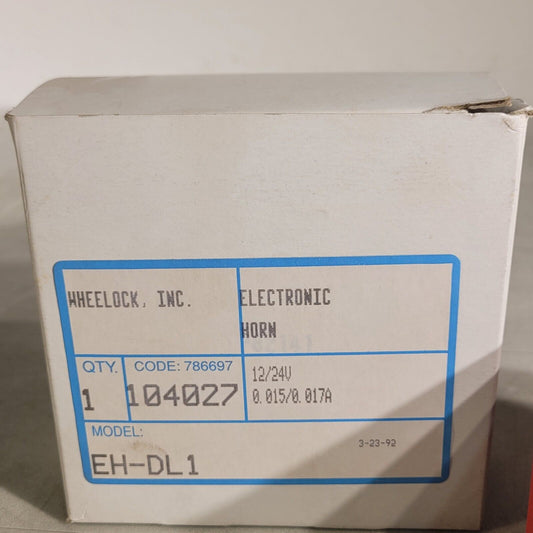 WHEELOCK, INC.
ELECTRONIC
HORN
QTY.
1
CODE: 786697
104027
12/24V
0.015/0.017A
MODEL:
EH-DL1
3-23-92